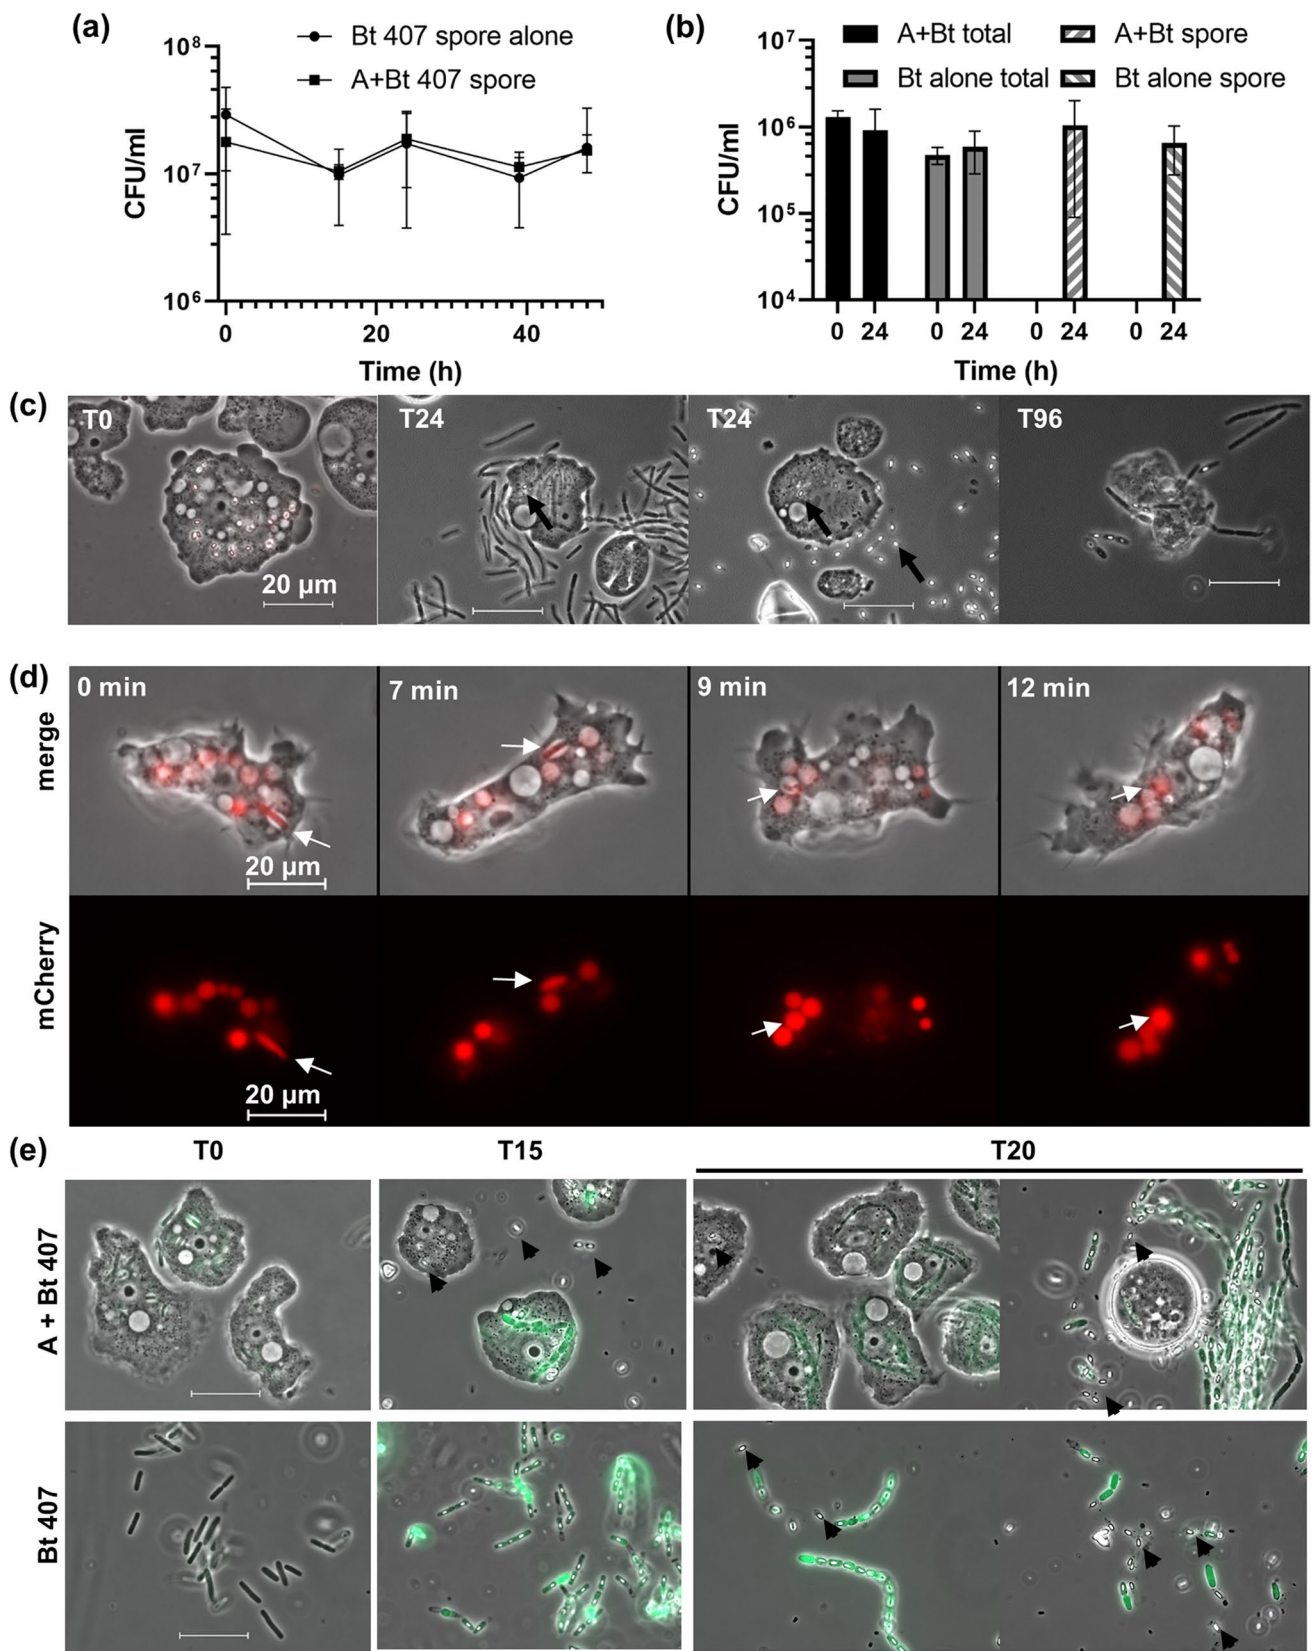 (a)
Bt 407 spore alone
A+Bt 407 spore
10⁸
10⁷
10⁶
CFU/ml
0 20 40
Time (h)
(b)
A+Bt total
A+Bt spore
Bt alone total
Bt alone spore
10⁷
10⁶
10⁵
10⁴
CFU/ml
0 24 0 24 0 24 0 24
Time (h)
(c)
T0
T24
T24
T96
20 µm
(d)
merge
0 min
7 min
9 min
12 min
20 µm
mCherry
20 µm
(e)
T0
T15
T20
A + Bt 407
Bt 407